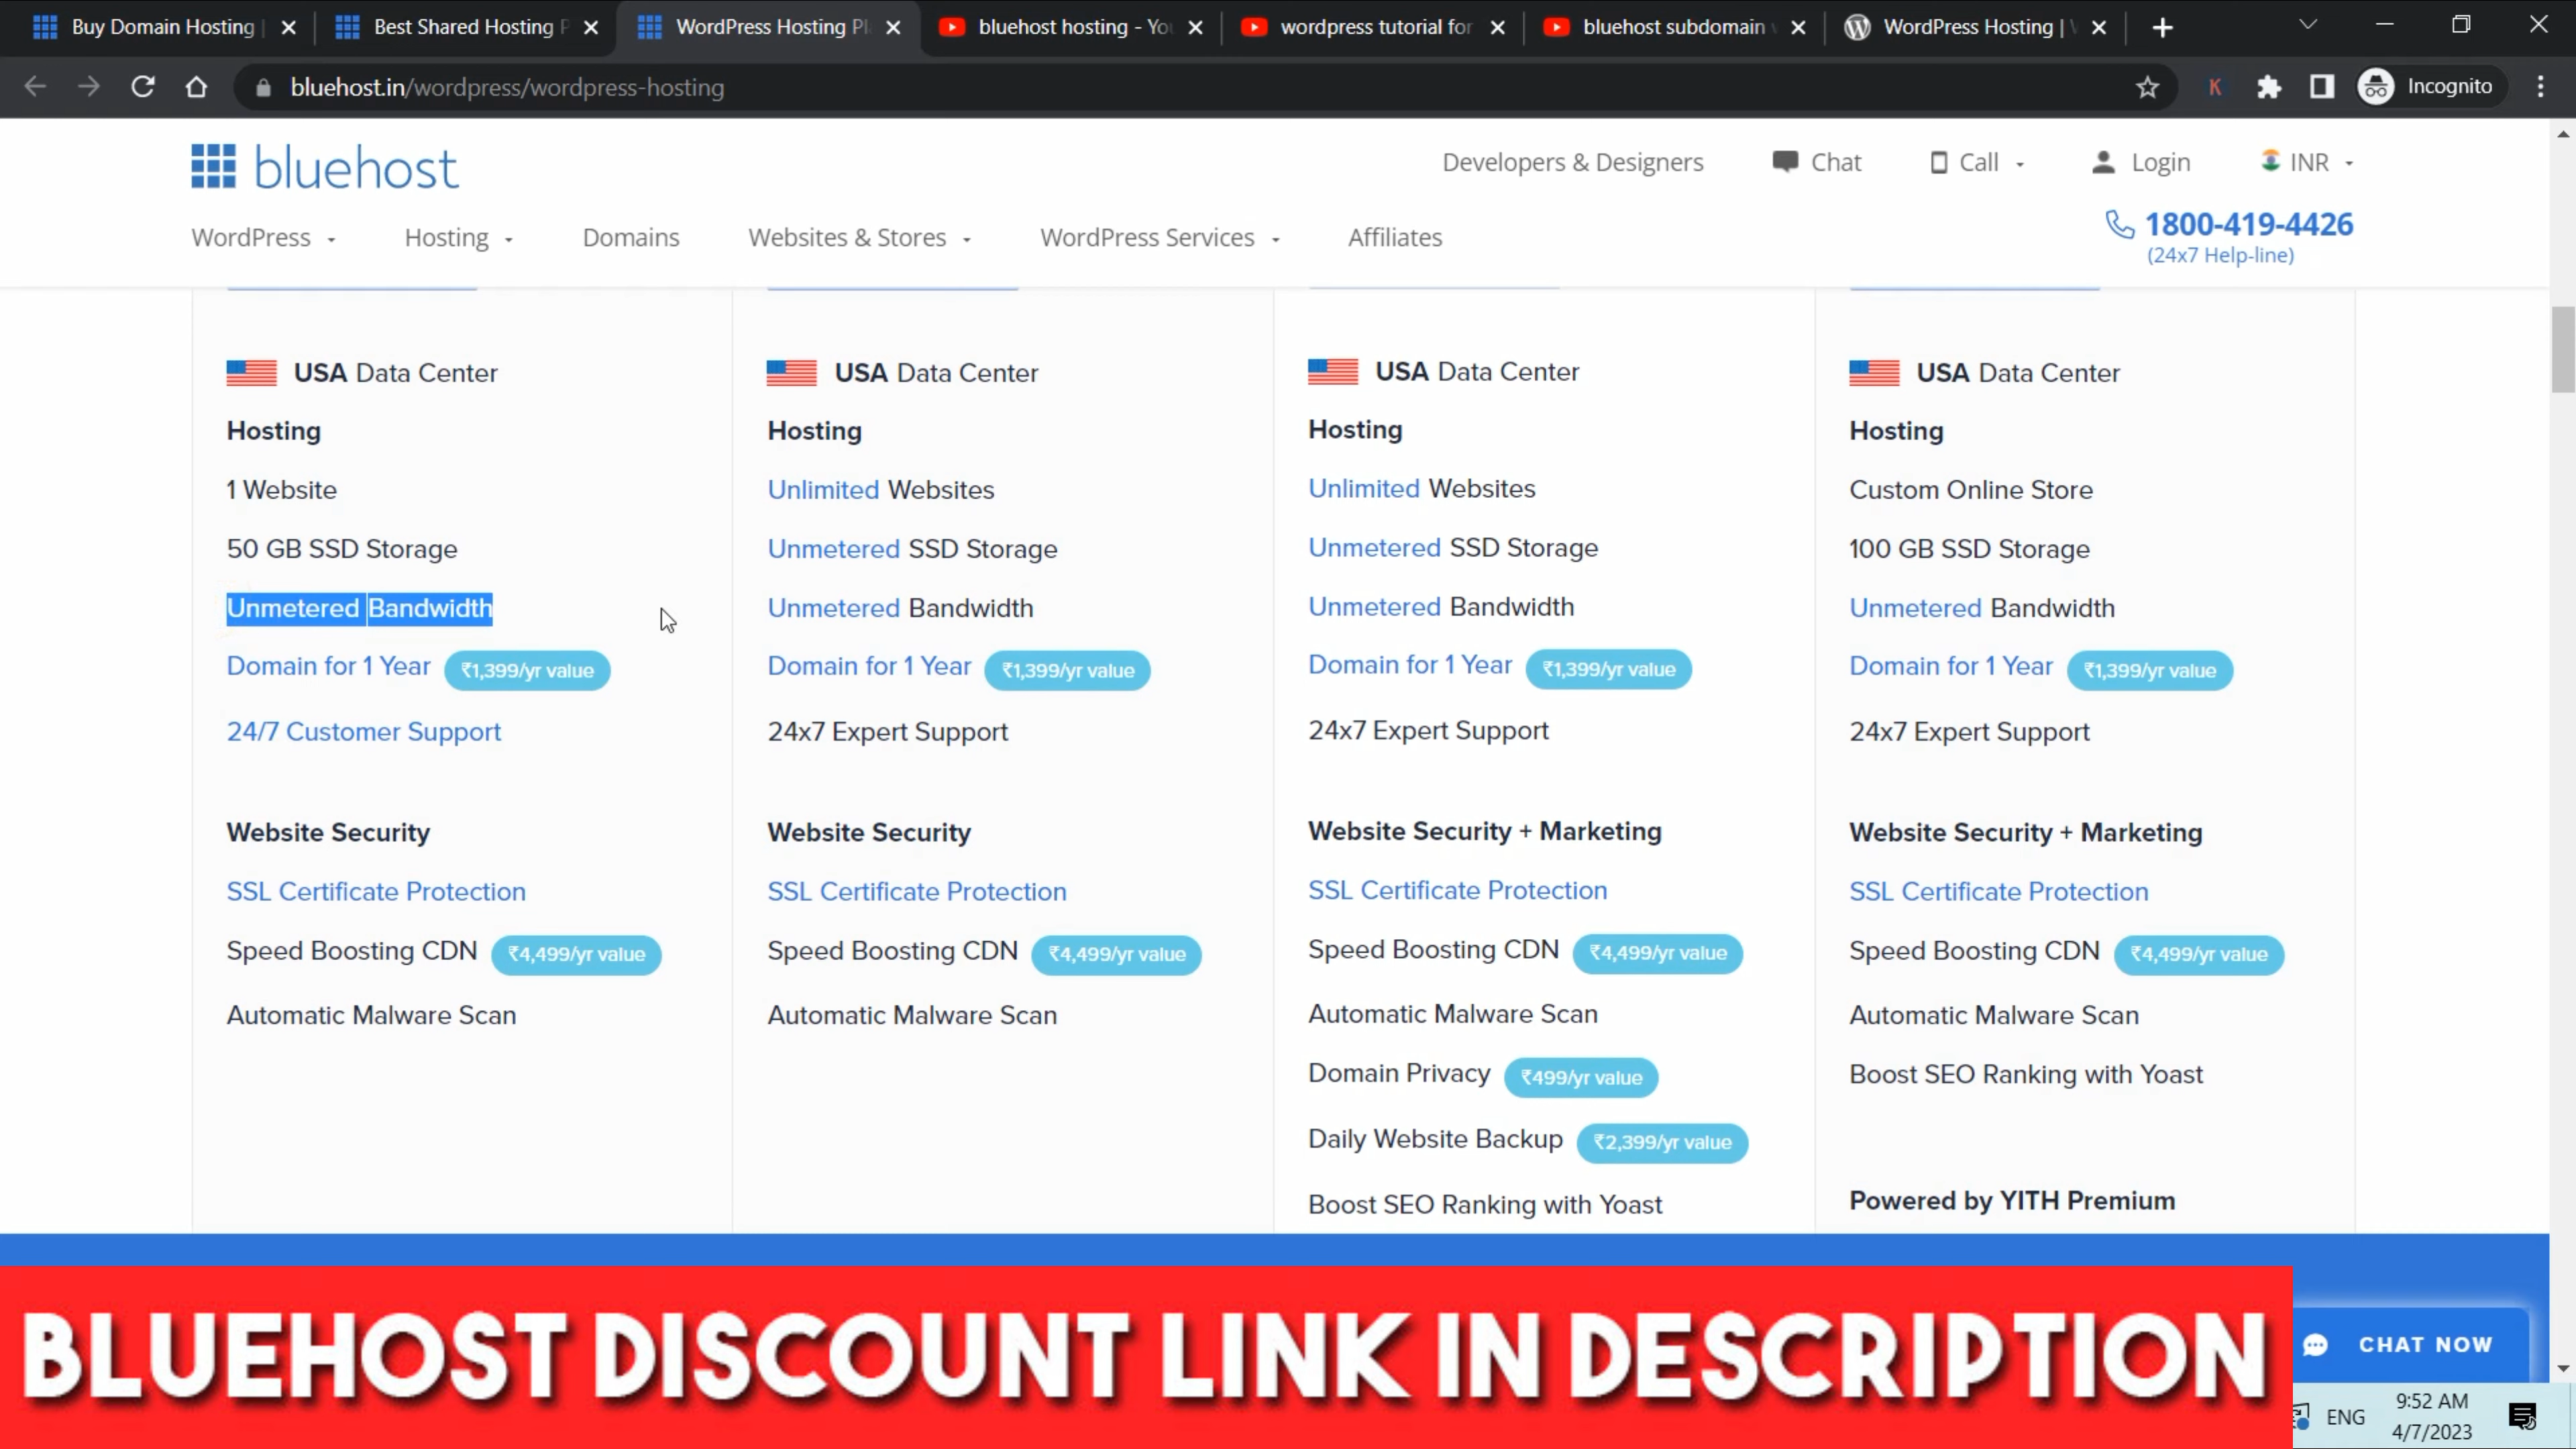 Buy Domain Hosting |
Best Shared Hosting P
WordPress Hosting Pl
bluehost hosting - You
wordpress tutorial for
bluehost subdomain
WordPress Hosting |
bluehost.in/wordpress/wordpress-hosting
K
Incognito
bluehost
Developers & Designers
Chat
Call
Login
INR
WordPress
Hosting
Domains
Websites & Stores
WordPress Services
Affiliates
1800-419-4426
(24x7 Help-line)
USA Data Center
Hosting
1 Website
50 GB SSD Storage
Unmetered Bandwidth
Domain for 1 Year ₹1,399/yr value
24/7 Customer Support
Website Security
SSL Certificate Protection
Speed Boosting CDN ₹4,499/yr value
Automatic Malware Scan
USA Data Center
Hosting
Unlimited Websites
Unmetered SSD Storage
Unmetered Bandwidth
Domain for 1 Year ₹1,399/yr value
24x7 Expert Support
Website Security
SSL Certificate Protection
Speed Boosting CDN ₹4,499/yr value
Automatic Malware Scan
USA Data Center
Hosting
Unlimited Websites
Unmetered SSD Storage
Unmetered Bandwidth
Domain for 1 Year ₹1,399/yr value
24x7 Expert Support
Website Security + Marketing
SSL Certificate Protection
Speed Boosting CDN ₹4,499/yr value
Automatic Malware Scan
Domain Privacy ₹499/yr value
Daily Website Backup ₹2,399/yr value
Boost SEO Ranking with Yoast
USA Data Center
Hosting
Custom Online Store
100 GB SSD Storage
Unmetered Bandwidth
Domain for 1 Year ₹1,399/yr value
24x7 Expert Support
Website Security + Marketing
SSL Certificate Protection
Speed Boosting CDN ₹4,499/yr value
Automatic Malware Scan
Boost SEO Ranking with Yoast
Powered by YITH Premium
BLUEHOST DISCOUNT LINK IN DESCRIPTION
CHAT NOW
ENG
9:52 AM
4/7/2023